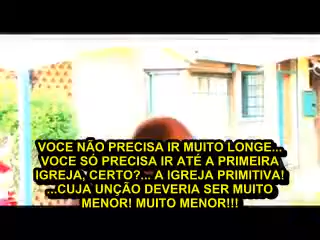 VOCE NÃO PRECISA IR MUITO LONGE...
VOCE SÓ PRECISA IR ATÉ A PRIMEIRA
IGREJA, CERTO?... A IGREJA PRIMITIVA!
...CUJA UNÇÃO DEVERIA SER MUITO
MENOR! MUITO MENOR!!!